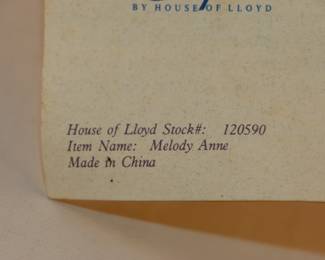 BY HOUSE OF LLOYD
House of Lloyd Stock#: 120590
Item Name: Melody Anne
Made in China